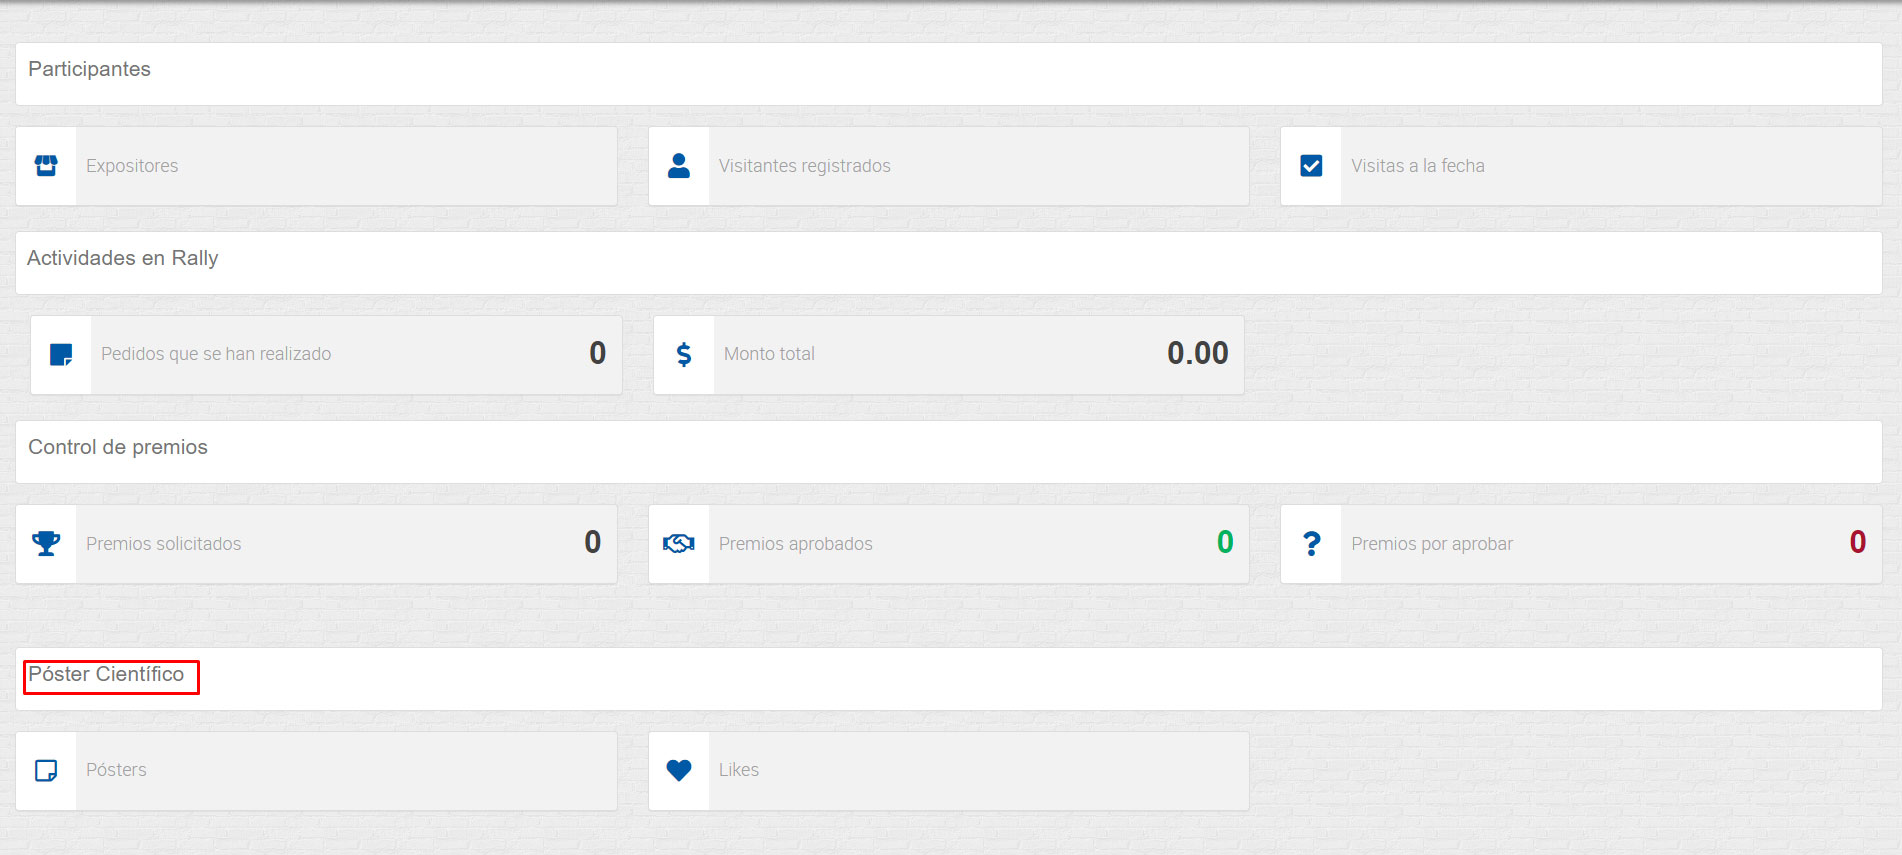 Participantes
Expositores
Visitantes registrados
Visitas a la fecha
Actividades en Rally
Pedidos que se han realizado 0
Monto total 0.00
Control de premios
Premios solicitados 0
Premios aprobados 0
Premios por aprobar 0
Póster Científico
Pósters
Likes